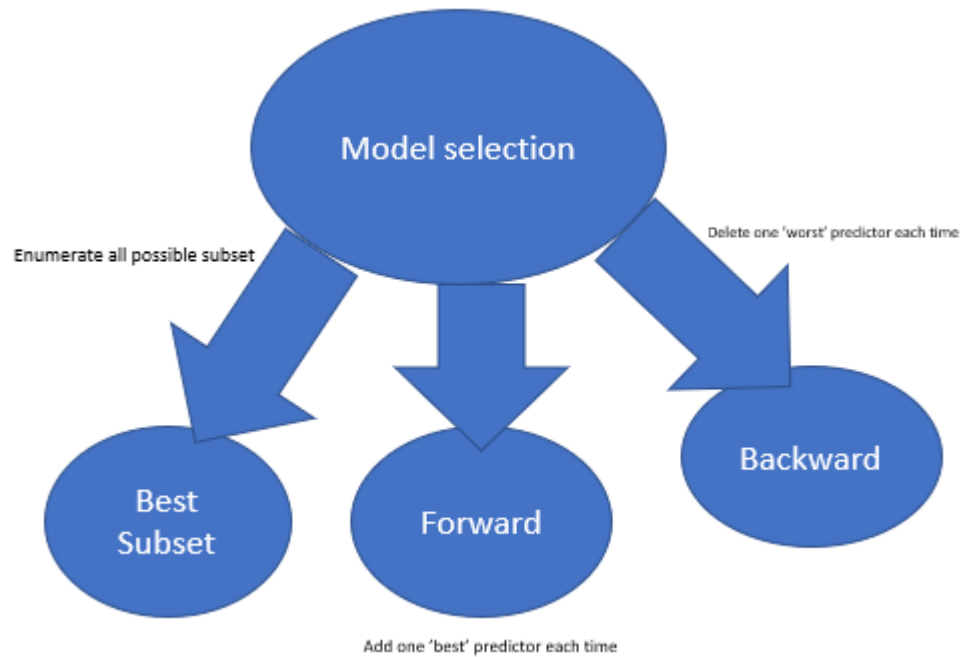 Model selection
Delete one ‘worst’ predictor each time
Enumerate all possible subset
Best
Subset
Forward
Backward
Add one ‘best’ predictor each time